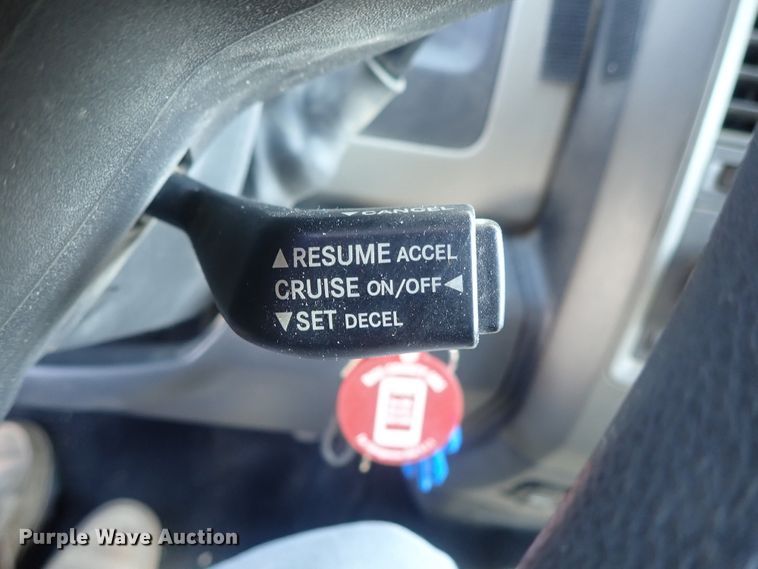 ▼CANCEL
▲RESUME ACCEL
CRUISE ON/OFF◄
▼SET DECEL
Purple Wave Auction®